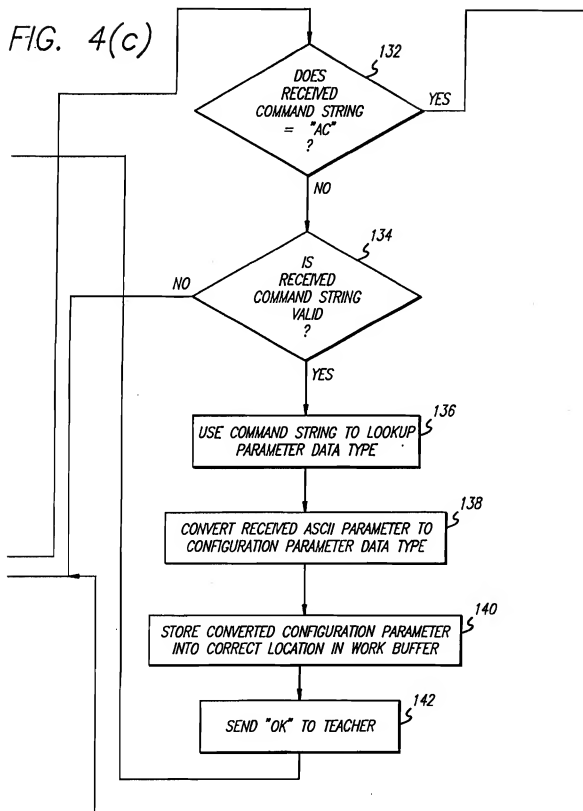 FIG. 4(c)
132
DOES
RECEIVED
COMMAND STRING
= "AC"
?
YES
NO
134
IS
RECEIVED
COMMAND STRING
VALID
?
NO
YES
136
USE COMMAND STRING TO LOOKUP
PARAMETER DATA TYPE
138
CONVERT RECEIVED ASCII PARAMETER TO
CONFIGURATION PARAMETER DATA TYPE
140
STORE CONVERTED CONFIGURATION PARAMETER
INTO CORRECT LOCATION IN WORK BUFFER
142
SEND "OK" TO TEACHER